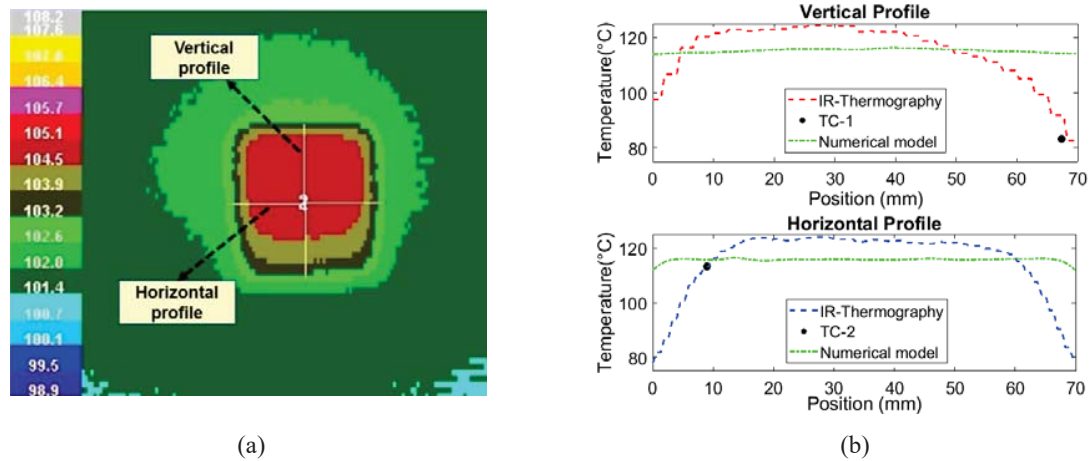 108.2
107.6
106.4
105.7
105.1
104.5
103.9
103.2
102.6
102.0
101.4
100.7
100.1
99.5
98.9
Vertical
profile
Horizontal
profile
2
(a)
Vertical Profile
Temperature(°C)
120
100
80
IR-Thermography
TC-1
Numerical model
0 10 20 30 40 50 60 70
Position (mm)
Horizontal Profile
Temperature(°C)
120
100
80
IR-Thermography
TC-2
Numerical model
0 10 20 30 40 50 60 70
Position (mm)
(b)